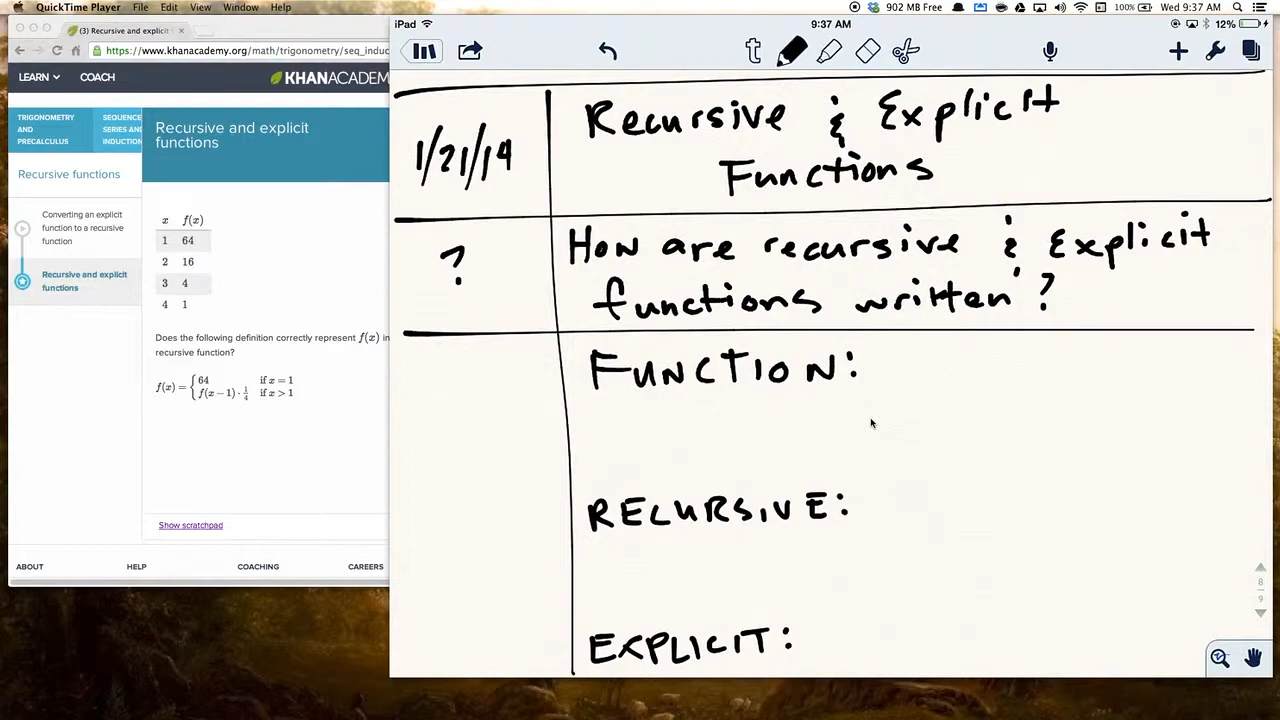 QuickTime Player File Edit View Window Help
902 MB Free 100% Wed 9:37 AM
(3) Recursive and explicit
https://www.khanacademy.org/math/trigonometry/seq_induc
LEARN COACH KHANACADEM
TRIGONOMETRY AND PRECALCULUS
SEQUENCE SERIES AN INDUCTION
Recursive functions
Converting an explicit
function to a recursive
function
Recursive and explicit
functions
Recursive and explicit
functions
x f(x)
1 64
2 16
3 4
4 1
Does the following definition correctly represent f(x) in
recursive function?
f(x) = { 64 if x = 1
f(x − 1) · 1/4 if x > 1
Show scratchpad
ABOUT HELP COACHING CAREERS
iPad 9:37 AM 12%
t
1/21/14
Recursive & Explicit
Functions
?
How are recursive & Explicit
functions written ?
FUNCTION:
RECURSIVE:
EXPLICIT:
8
9